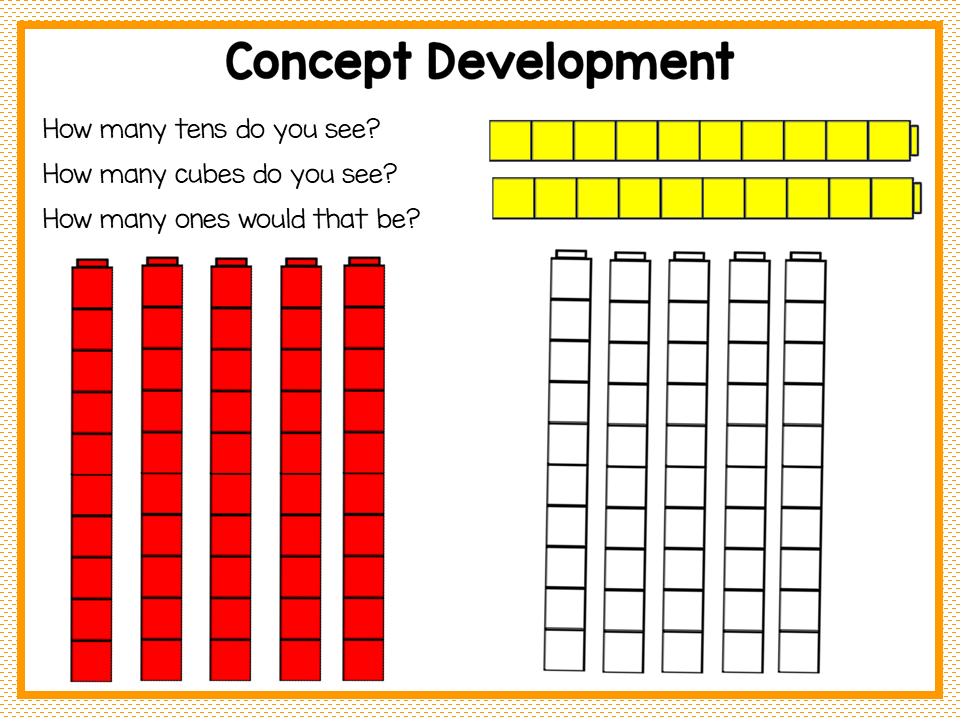 Concept Development
How many tens do you see?
How many cubes do you see?
How many ones would that be?